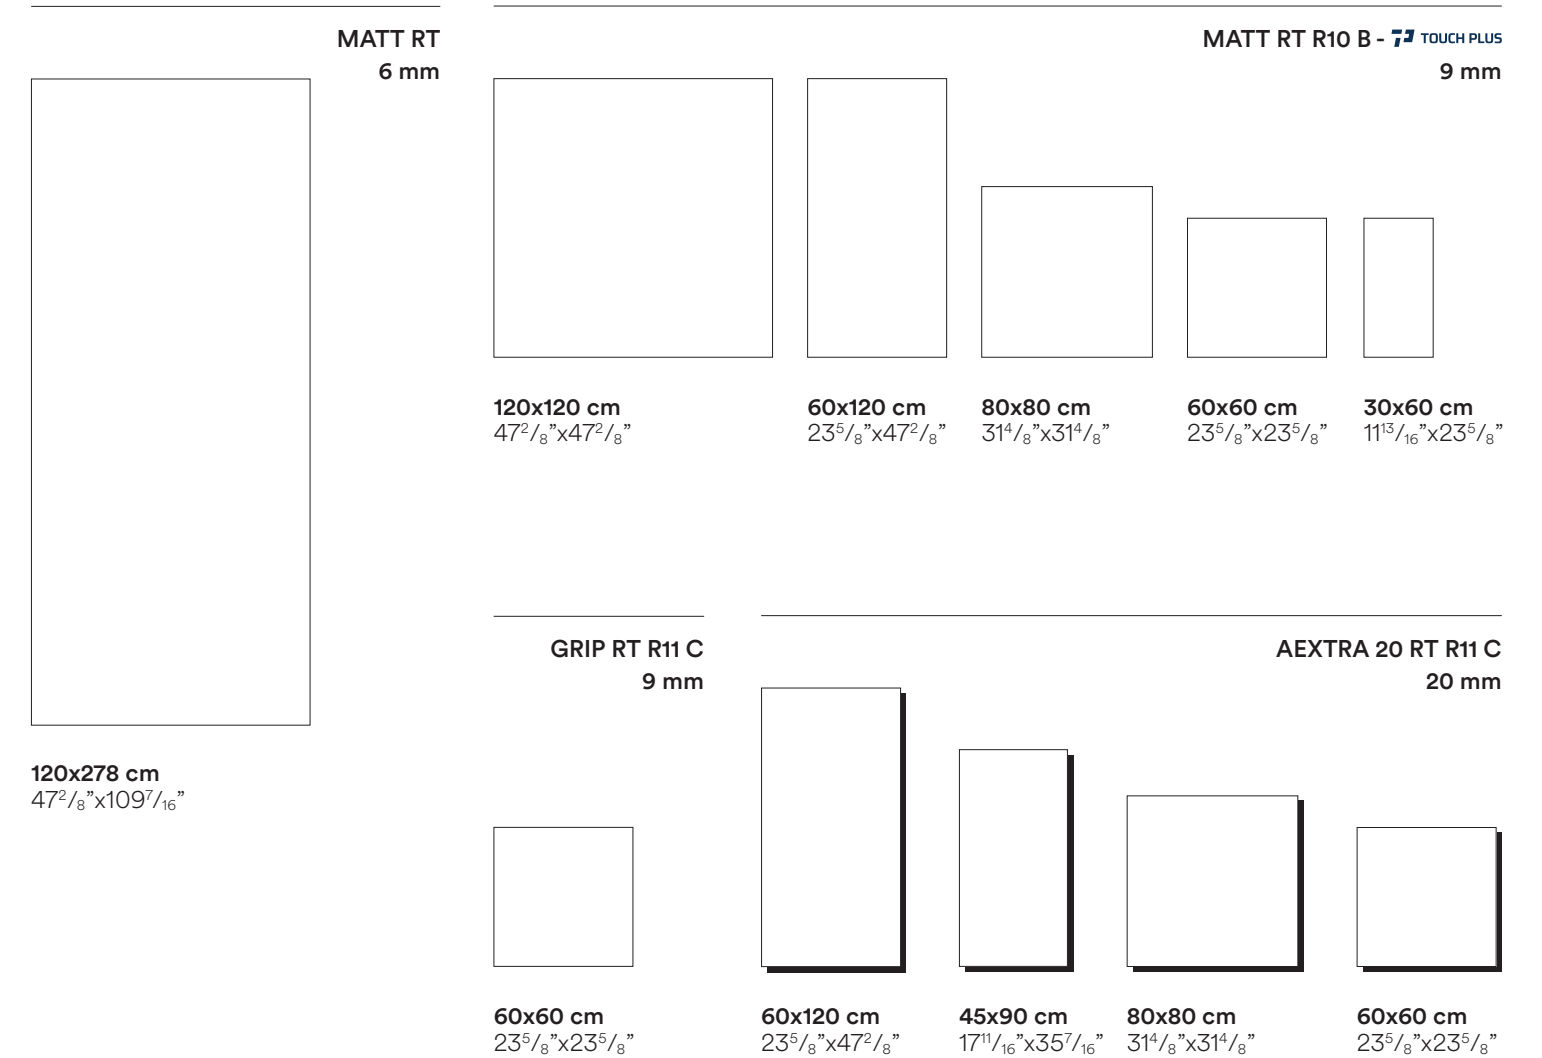 MATT RT
6 mm
120x278 cm
47²/₈”x109⁷/₁₆”
MATT RT R10 B - TOUCH PLUS
9 mm
120x120 cm
47²/₈”x47²/₈”
60x120 cm
23⁵/₈”x47²/₈”
80x80 cm
31⁴/₈”x31⁴/₈”
60x60 cm
23⁵/₈”x23⁵/₈”
30x60 cm
11¹³/₁₆”x23⁵/₈”
GRIP RT R11 C
9 mm
60x60 cm
23⁵/₈”x23⁵/₈”
AEXTRA 20 RT R11 C
20 mm
60x120 cm
23⁵/₈”x47²/₈”
45x90 cm
17¹¹/₁₆”x35⁷/₁₆”
80x80 cm
31⁴/₈”x31⁴/₈”
60x60 cm
23⁵/₈”x23⁵/₈”